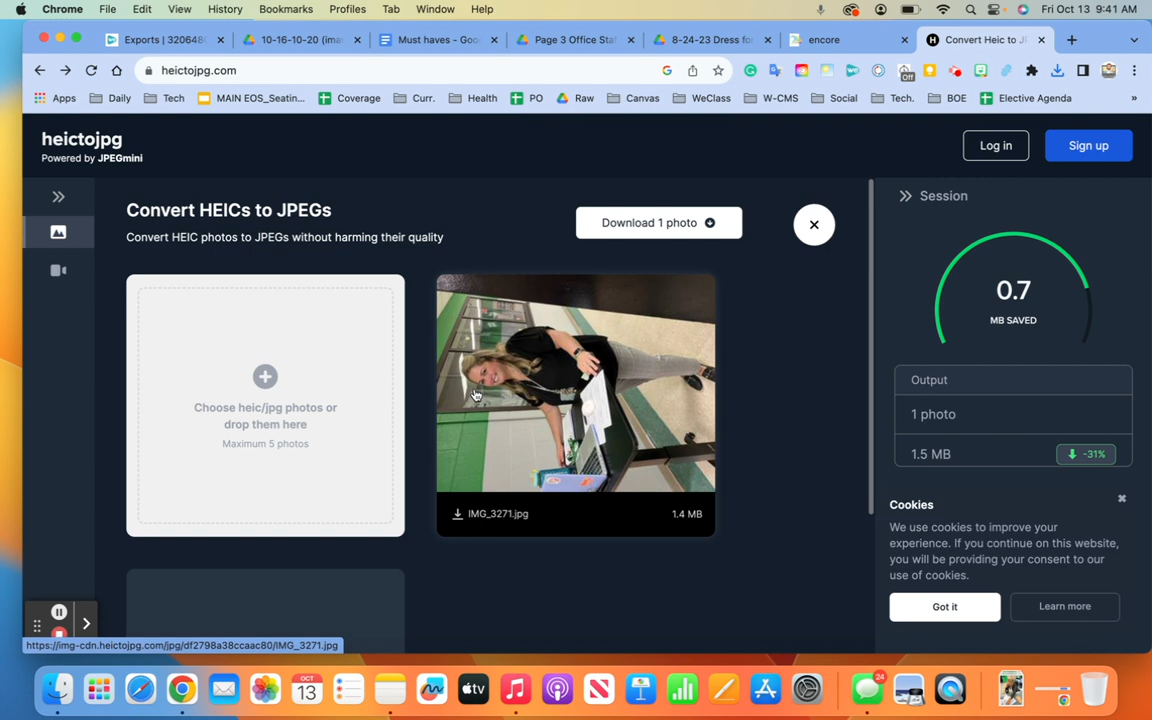 Chrome File Edit View History Bookmarks Profiles Tab Window Help Fri Oct 13 9:41 AM
Exports | 320648 10-16-10-20 (ima Must haves - Goo Page 3 Office Sta 8-24-23 Dress for encore Convert Heic to J
heictojpg.com Off
Apps Daily Tech MAIN EOS_Seatin... Coverage Curr. Health PO Raw Canvas WeClass W-CMS Social Tech. BOE Elective Agenda »
heictojpg
Powered by JPEGmini
Log in Sign up
Session
Convert HEICs to JPEGs
Convert HEIC photos to JPEGs without harming their quality
Download 1 photo
0.7
MB SAVED
Choose heic/jpg photos or
drop them here
Maximum 5 photos
IMG_3271.jpg 1.4 MB
Output
1 photo
1.5 MB -31%
Cookies
We use cookies to improve your
experience. If you continue on this website,
you will be providing your consent to our
use of cookies.
Got it Learn more
https://img-cdn.heictojpg.com/jpg/df2798a38ccaac80/IMG_3271.jpg
OCT
13
tv
24